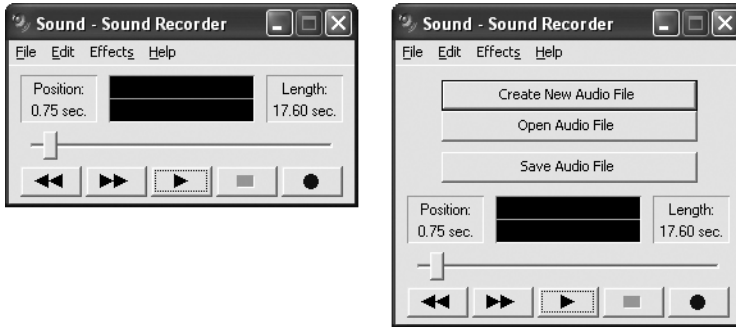 Sound - Sound Recorder
File Edit Effects Help
Position:
0.75 sec.
Length:
17.60 sec.
Sound - Sound Recorder
File Edit Effects Help
Create New Audio File
Open Audio File
Save Audio File
Position:
0.75 sec.
Length:
17.60 sec.